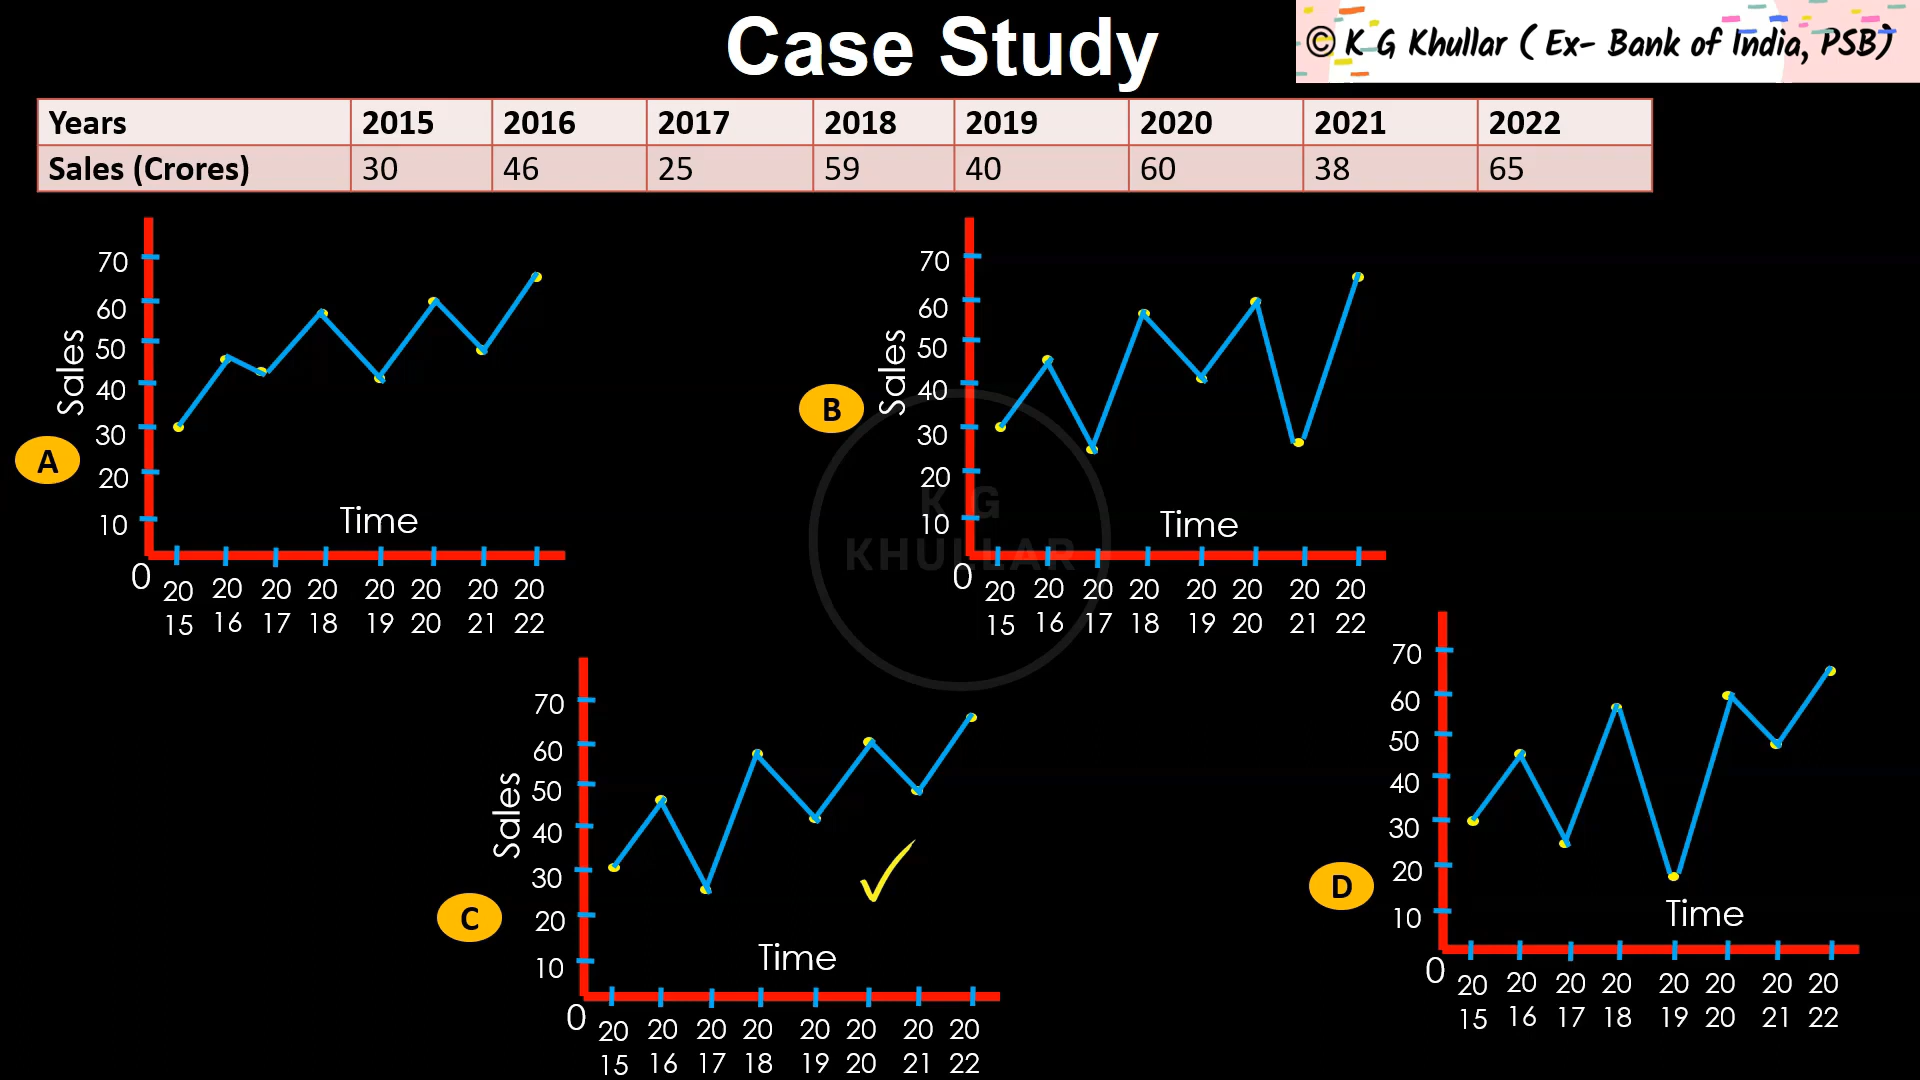 Case Study
© K G Khullar ( Ex- Bank of India, PSB)
Years 2015 2016 2017 2018 2019 2020 2021 2022
Sales (Crores) 30 46 25 59 40 60 38 65
A
Sales
70
60
50
40
30
20
10
0
Time
20 20 20 20 20 20 20 20
15 16 17 18 19 20 21 22
B
Sales
70
60
50
40
30
20
10
0
Time
20 20 20 20 20 20 20 20
15 16 17 18 19 20 21 22
K G
KHULLAR
C
Sales
70
60
50
40
30
20
10
0
Time
20 20 20 20 20 20 20 20
15 16 17 18 19 20 21 22
D
70
60
50
40
30
20
10
0
Time
20 20 20 20 20 20 20 20
15 16 17 18 19 20 21 22